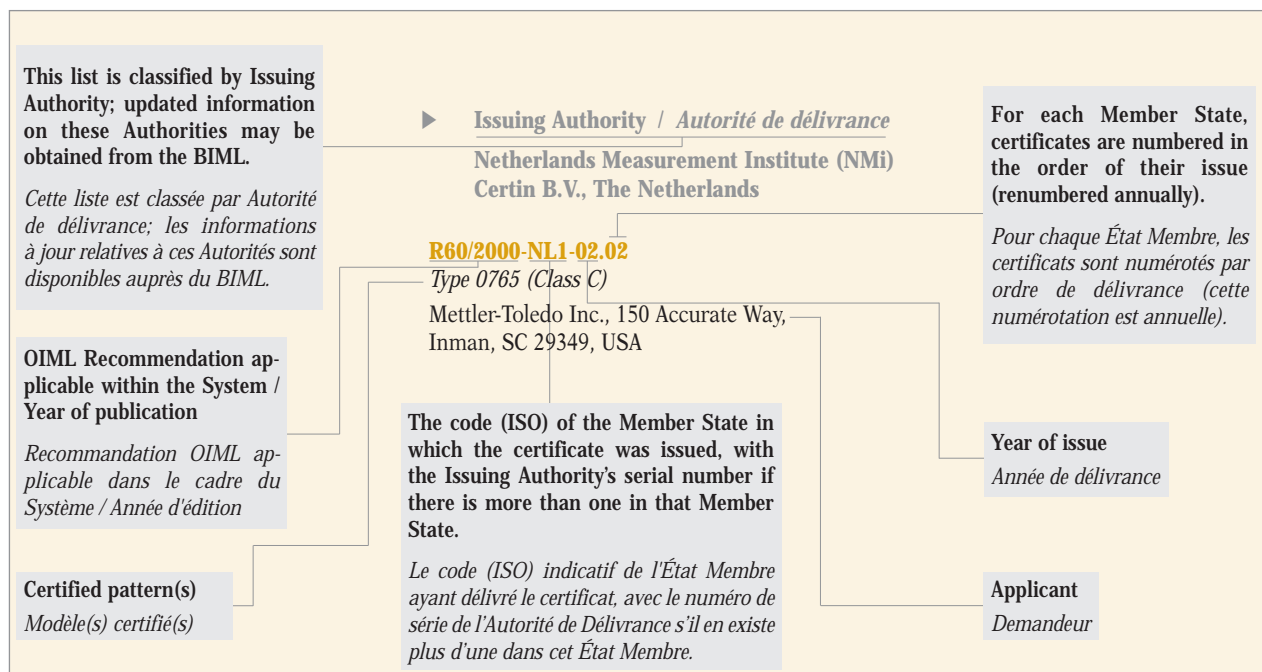 This list is classified by Issuing
Authority; updated information
on these Authorities may be
obtained from the BIML.
Cette liste est classée par Autorité
de délivrance; les informations
à jour relatives à ces Autorités sont
disponibles auprès du BIML.
▶ Issuing Authority / Autorité de délivrance
Netherlands Measurement Institute (NMi)
Certin B.V., The Netherlands
R60/2000-NL1-02.02
Type 0765 (Class C)
Mettler-Toledo Inc., 150 Accurate Way,
Inman, SC 29349, USA
For each Member State,
certificates are numbered in
the order of their issue
(renumbered annually).
Pour chaque État Membre, les
certificats sont numérotés par
ordre de délivrance (cette
numérotation est annuelle).
OIML Recommendation ap-
plicable within the System /
Year of publication
Recommandation OIML ap-
plicable dans le cadre du
Système / Année d'édition
The code (ISO) of the Member State in
which the certificate was issued, with
the Issuing Authority's serial number if
there is more than one in that Member
State.
Le code (ISO) indicatif de l'État Membre
ayant délivré le certificat, avec le numéro de
série de l'Autorité de Délivrance s'il en existe
plus d'une dans cet État Membre.
Year of issue
Année de délivrance
Certified pattern(s)
Modèle(s) certifié(s)
Applicant
Demandeur